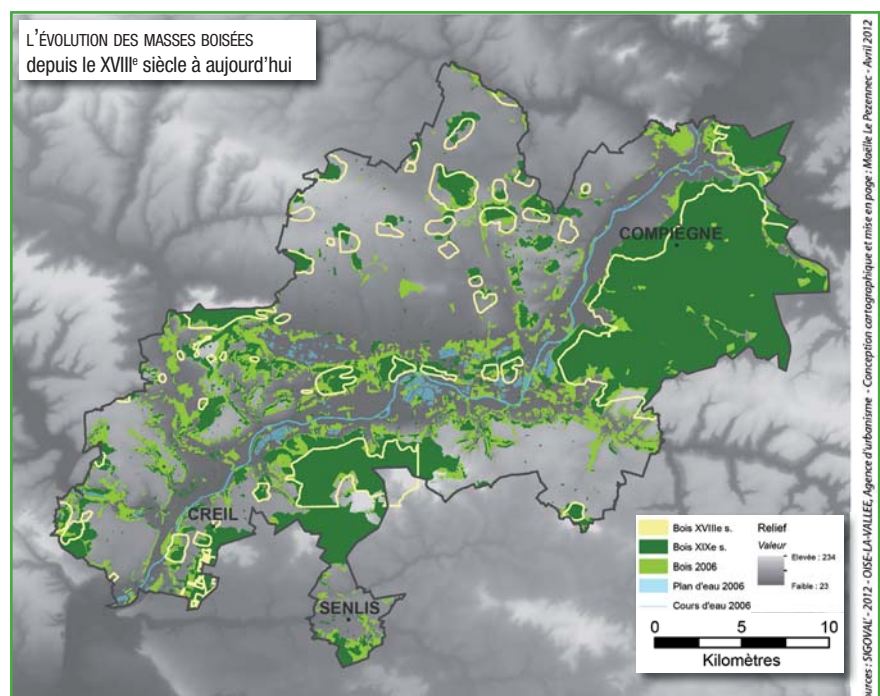 L'ÉVOLUTION DES MASSES BOISÉES
depuis le XVIIIᵉ siècle à aujourd'hui
COMPIÈGNE
CREIL
SENLIS
Bois XVIIIe s.
Bois XIXe s.
Bois 2006
Plan d'eau 2006
Cours d'eau 2006
Relief
Valeur
Elevée : 234
Faible : 23
0 5 10
Kilomètres
urces : SIGOVAL' - 2012 - OISE-LA-VALLEE, Agence d'urbanisme - Conception cartographique et mise en page : Maëlle Le Pezennec - Avril 2012